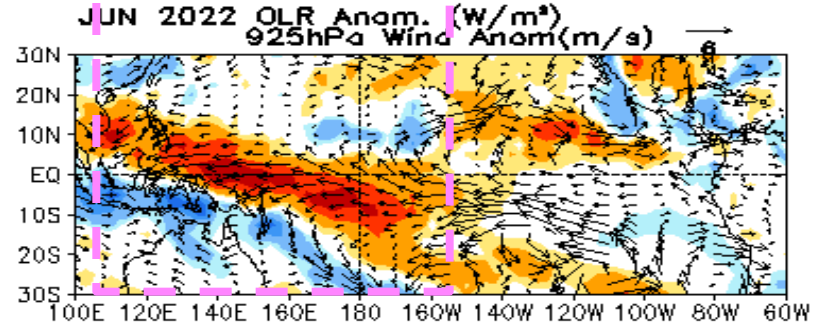 JUN 2022 OLR Anom. (W/m²)
925hPa Wind Anom(m/s)
6
30N
20N
10N
EQ
10S
20S
30S
100E 120E 140E 160E 180 160W 140W 120W 100W 80W 60W